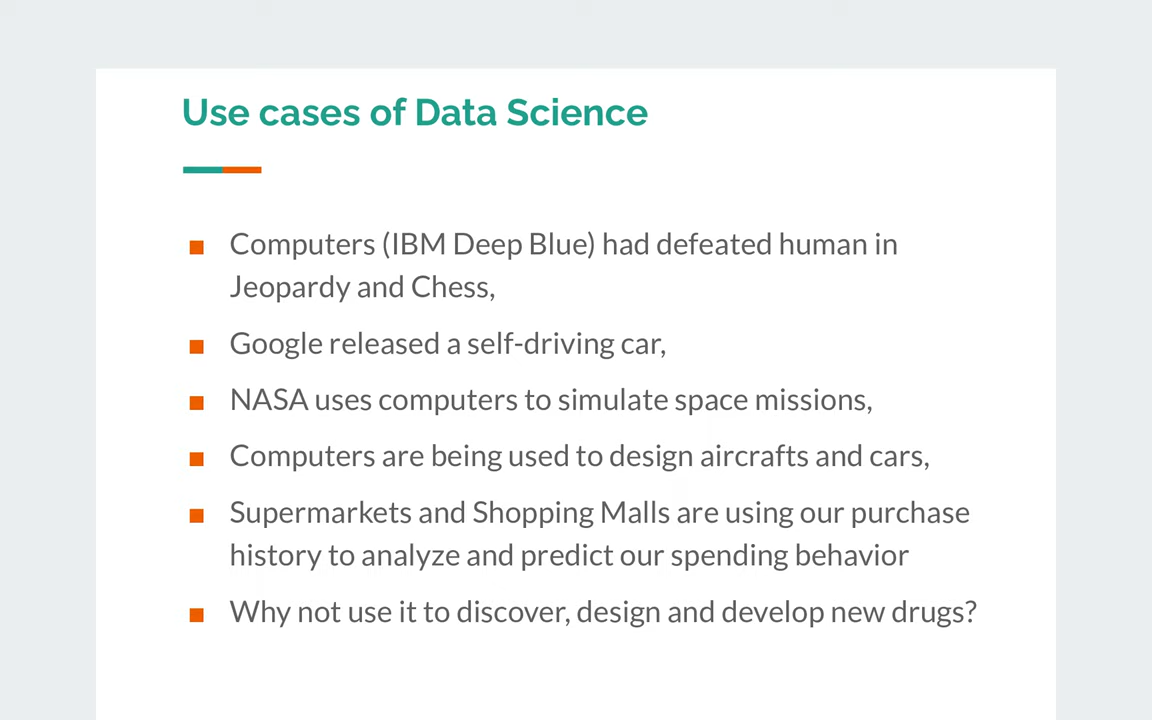 Use cases of Data Science
Computers (IBM Deep Blue) had defeated human in
Jeopardy and Chess,
Google released a self-driving car,
NASA uses computers to simulate space missions,
Computers are being used to design aircrafts and cars,
Supermarkets and Shopping Malls are using our purchase
history to analyze and predict our spending behavior
Why not use it to discover, design and develop new drugs?